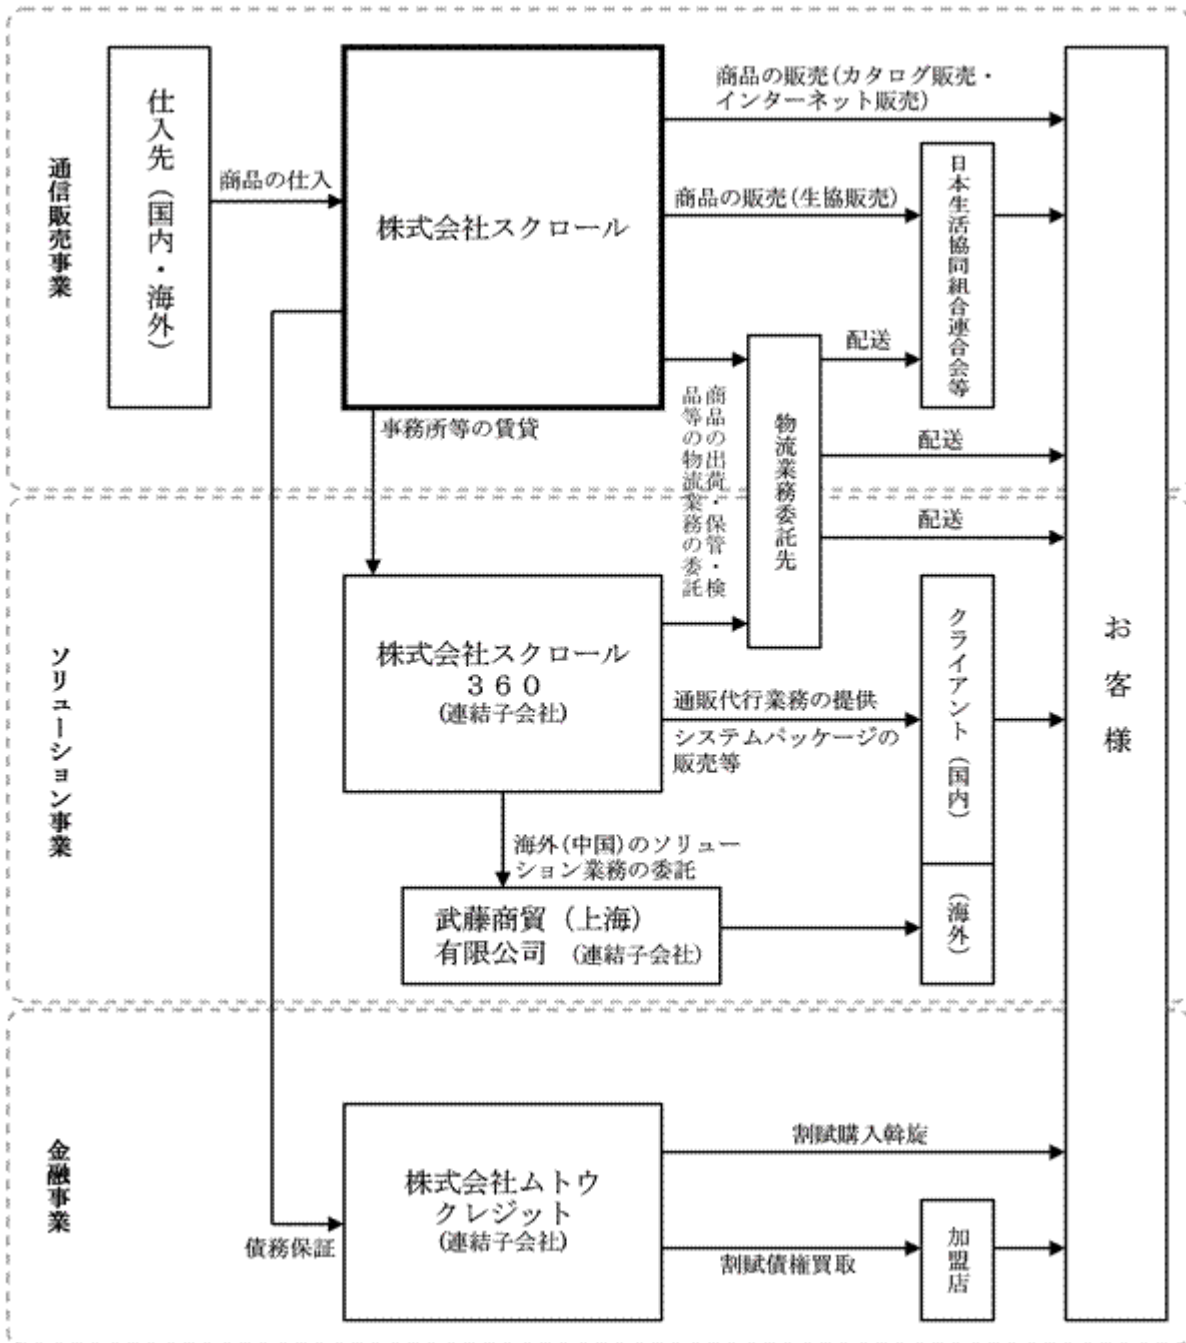 通信販売事業
仕入先（国内・海外）
商品の仕入
株式会社スクロール
商品の販売(カタログ販売・
インターネット販売)
商品の販売(生協販売)
日本生活協同組合連合会等
配送
物流業務委託先
商品の出荷・保管・検
品等の物流業務の委託
配送
配送
事務所等の賃貸
お客様
ソリューション事業
株式会社スクロール
３６０
(連結子会社)
通販代行業務の提供
システムパッケージの
販売等
クライアント（国内）
（海外）
海外(中国)のソリュー
ション業務の委託
武藤商貿（上海）
有限公司 (連結子会社)
金融事業
債務保証
株式会社ムトウ
クレジット
(連結子会社)
割賦購入斡旋
割賦債権買取
加盟店